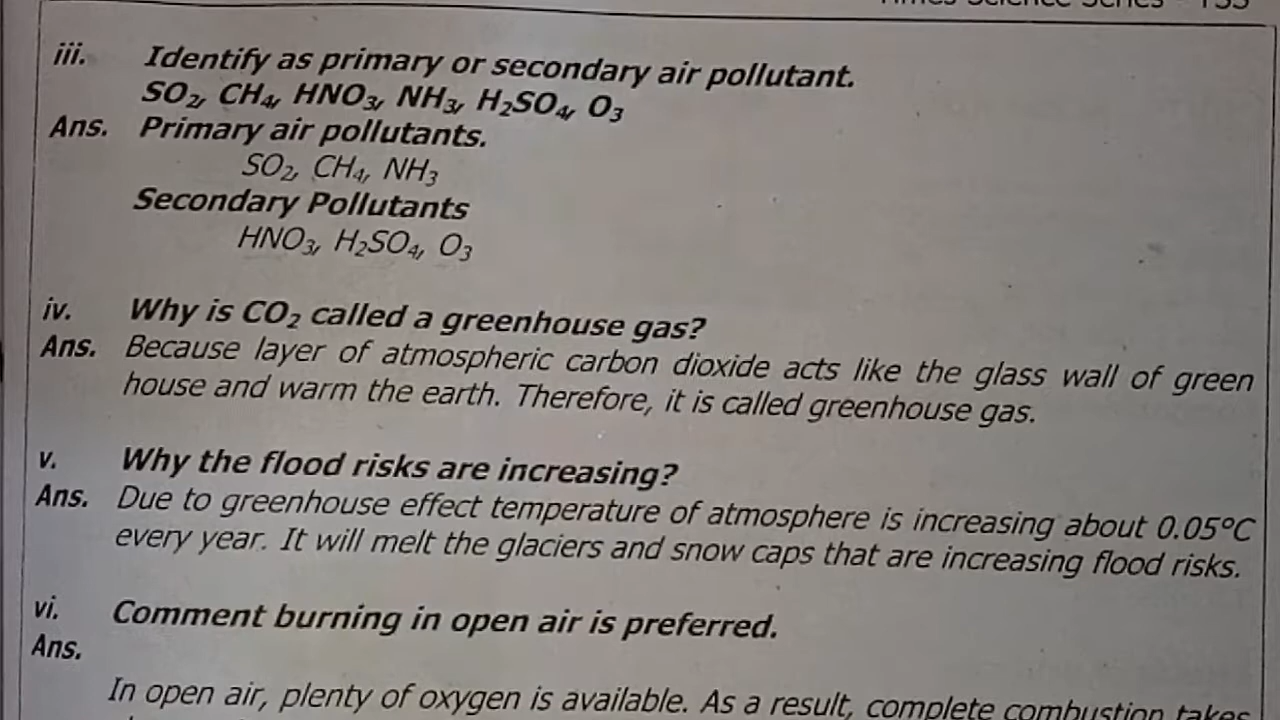 Times Science Series - 155
iii. Identify as primary or secondary air pollutant.
SO₂, CH₄, HNO₃, NH₃, H₂SO₄, O₃
Ans. Primary air pollutants.
SO₂, CH₄, NH₃
Secondary Pollutants
HNO₃, H₂SO₄, O₃
iv. Why is CO₂ called a greenhouse gas?
Ans. Because layer of atmospheric carbon dioxide acts like the glass wall of green
house and warm the earth. Therefore, it is called greenhouse gas.
v. Why the flood risks are increasing?
Ans. Due to greenhouse effect temperature of atmosphere is increasing about 0.05°C
every year. It will melt the glaciers and snow caps that are increasing flood risks.
vi. Comment burning in open air is preferred.
Ans.
In open air, plenty of oxygen is available. As a result, complete combustion takes